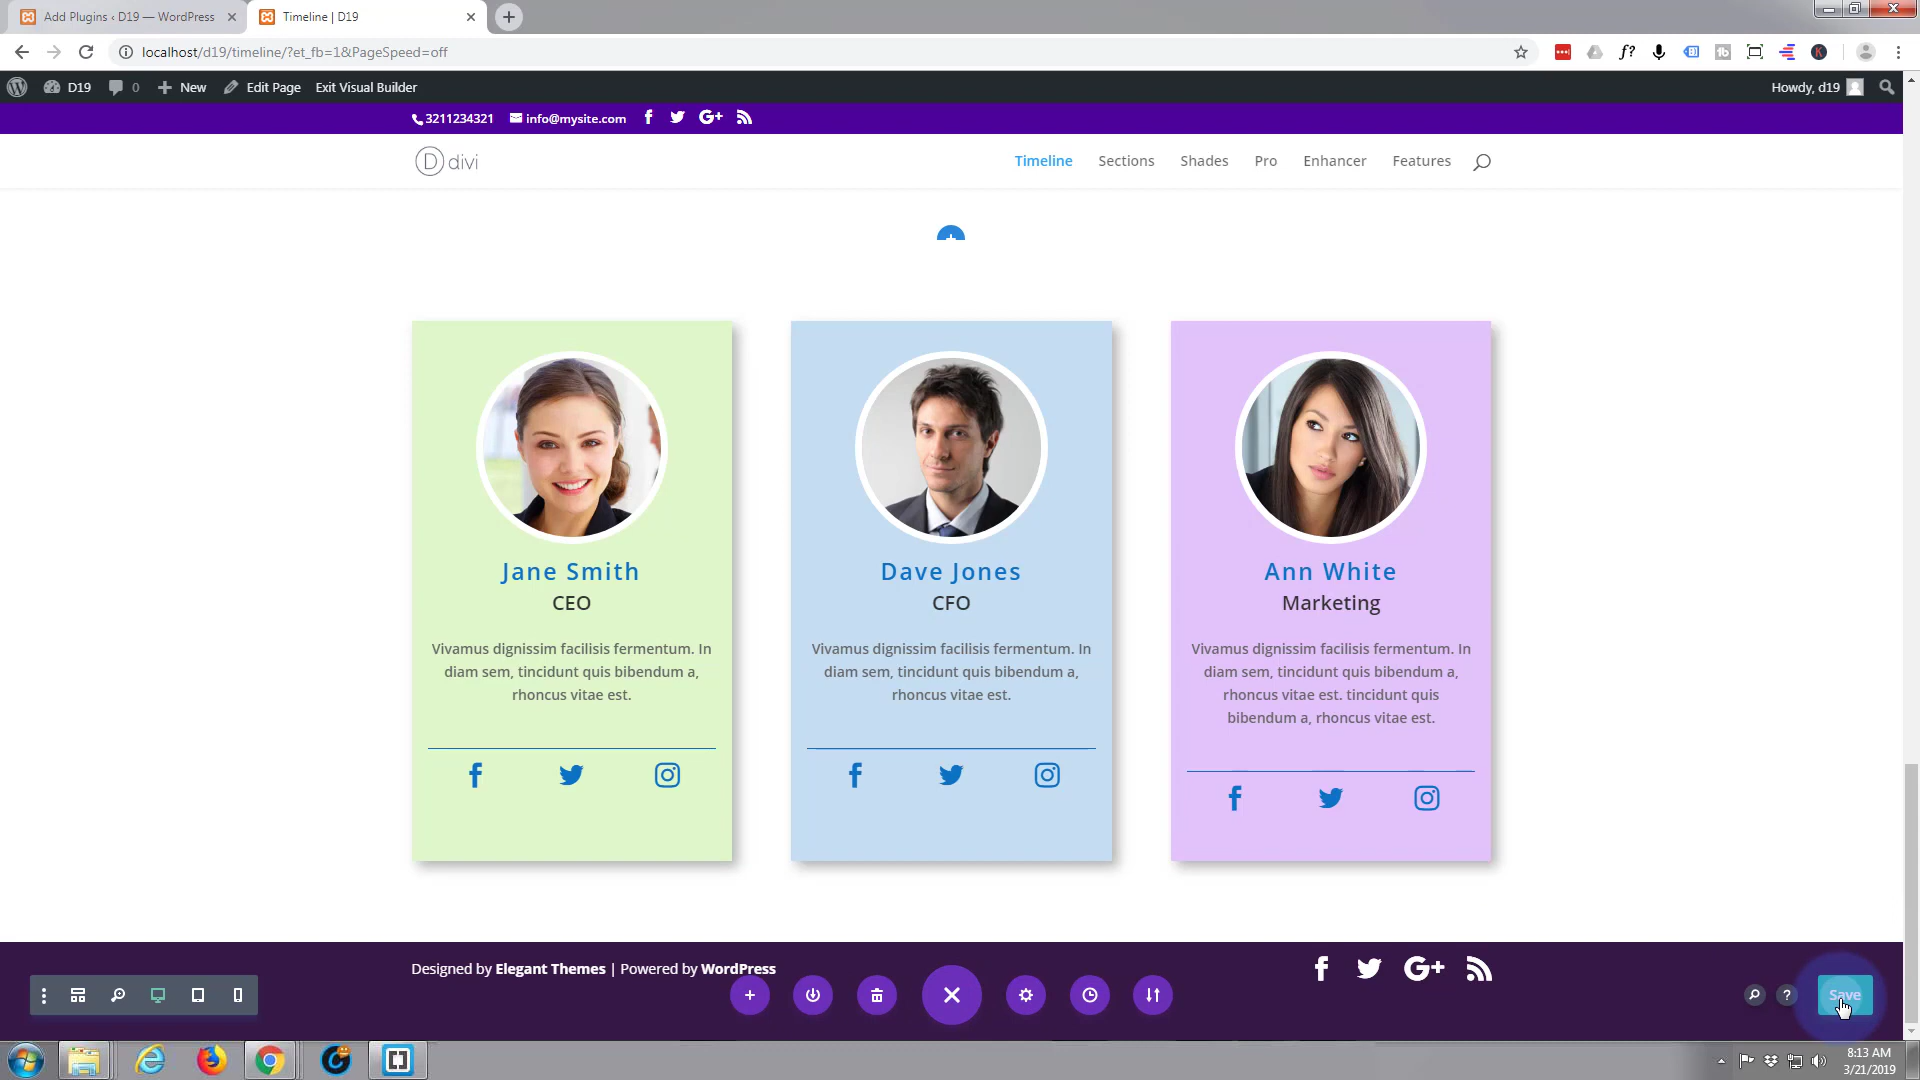 Add Plugins ‹ D19 — WordPress
Timeline | D19
localhost/d19/timeline/?et_fb=1&PageSpeed=off
D19
0
New
Edit Page
Exit Visual Builder
Howdy, d19
3211234321
info@mysite.com
D divi
Timeline
Sections
Shades
Pro
Enhancer
Features
Jane Smith
CEO
Vivamus dignissim facilisis fermentum. In
diam sem, tincidunt quis bibendum a,
rhoncus vitae est.
Dave Jones
CFO
Vivamus dignissim facilisis fermentum. In
diam sem, tincidunt quis bibendum a,
rhoncus vitae est.
Ann White
Marketing
Vivamus dignissim facilisis fermentum. In
diam sem, tincidunt quis bibendum a,
rhoncus vitae est. tincidunt quis
bibendum a, rhoncus vitae est.
Designed by Elegant Themes | Powered by WordPress
Save
8:13 AM
3/21/2019